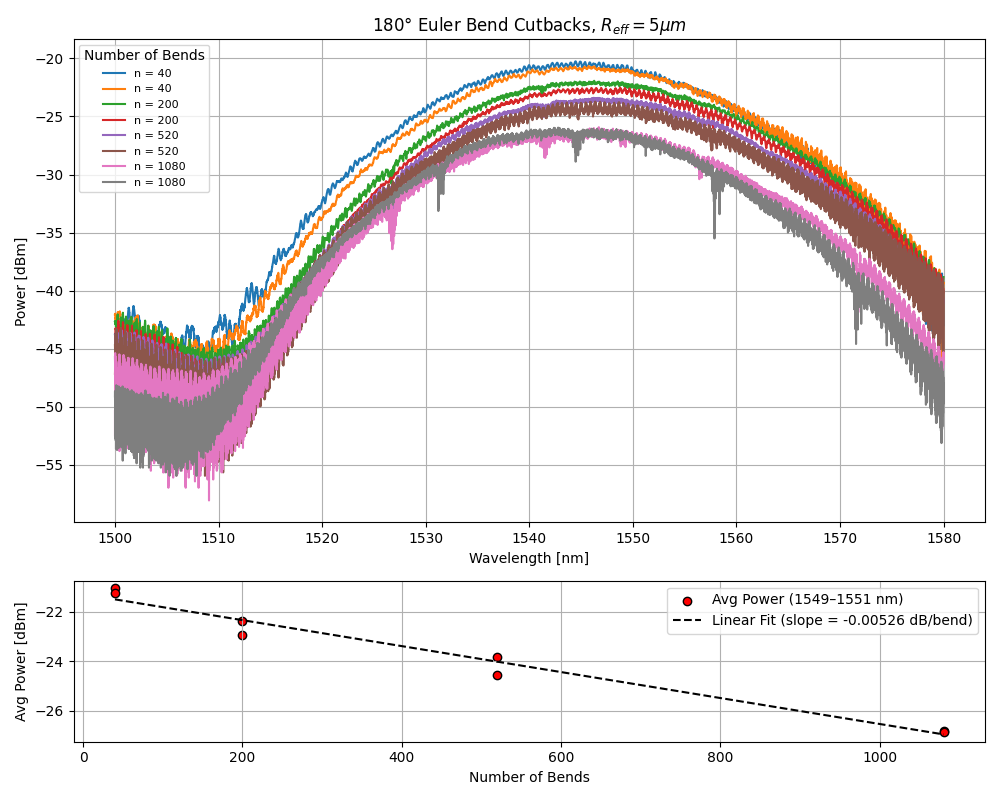 180° Euler Bend Cutbacks, R_eff = 5μm
Power [dBm]
−20
−25
−30
−35
−40
−45
−50
−55
Number of Bends
n = 40
n = 40
n = 200
n = 200
n = 520
n = 520
n = 1080
n = 1080
1500 1510 1520 1530 1540 1550 1560 1570 1580
Wavelength [nm]
Avg Power [dBm]
−22
−24
−26
Avg Power (1549–1551 nm)
Linear Fit (slope = -0.00526 dB/bend)
0 200 400 600 800 1000
Number of Bends